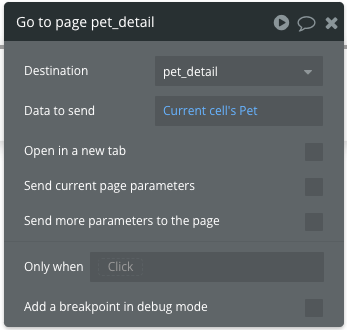 Go to page pet_detail
Destination
pet_detail
Data to send
Current cell's Pet
Open in a new tab
Send current page parameters
Send more parameters to the page
Only when
Click
Add a breakpoint in debug mode